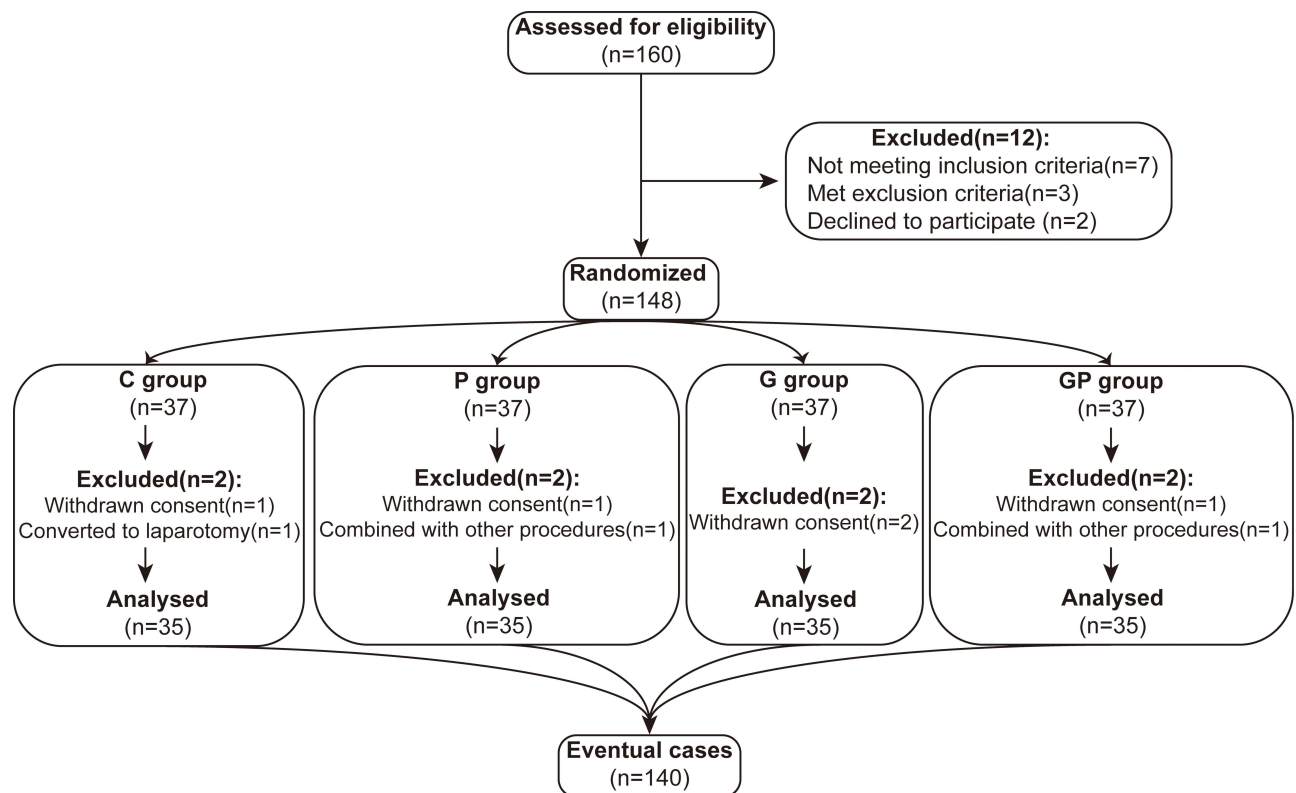 Assessed for eligibility
(n=160)
Excluded(n=12):
Not meeting inclusion criteria(n=7)
Met exclusion criteria(n=3)
Declined to participate (n=2)
Randomized
(n=148)
C group
(n=37)
Excluded(n=2):
Withdrawn consent(n=1)
Converted to laparotomy(n=1)
Analysed
(n=35)
P group
(n=37)
Excluded(n=2):
Withdrawn consent(n=1)
Combined with other procedures(n=1)
Analysed
(n=35)
G group
(n=37)
Excluded(n=2):
Withdrawn consent(n=2)
Analysed
(n=35)
GP group
(n=37)
Excluded(n=2):
Withdrawn consent(n=1)
Combined with other procedures(n=1)
Analysed
(n=35)
Eventual cases
(n=140)